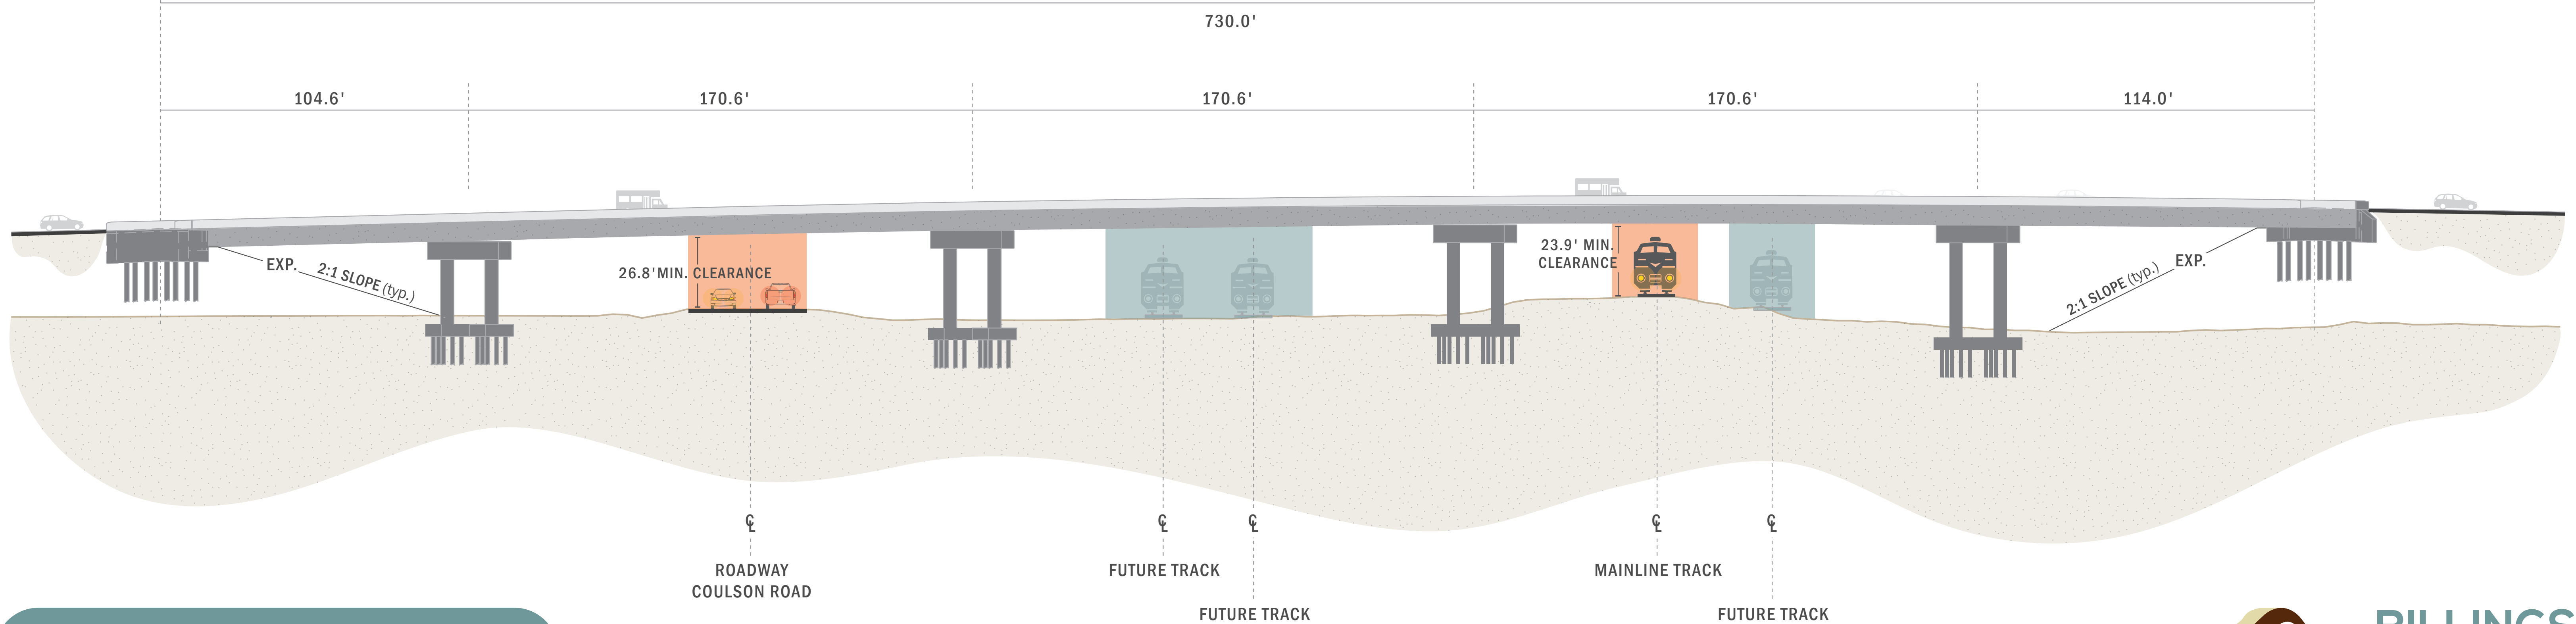 730.0'
104.6'
170.6'
170.6'
170.6'
114.0'
EXP.
2:1 SLOPE (typ.)
26.8'MIN. CLEARANCE
23.9' MIN.
CLEARANCE
2:1 SLOPE (typ.)
EXP.
℄
℄
℄
℄
℄
ROADWAY
COULSON ROAD
FUTURE TRACK
FUTURE TRACK
MAINLINE TRACK
FUTURE TRACK
BILLINGS